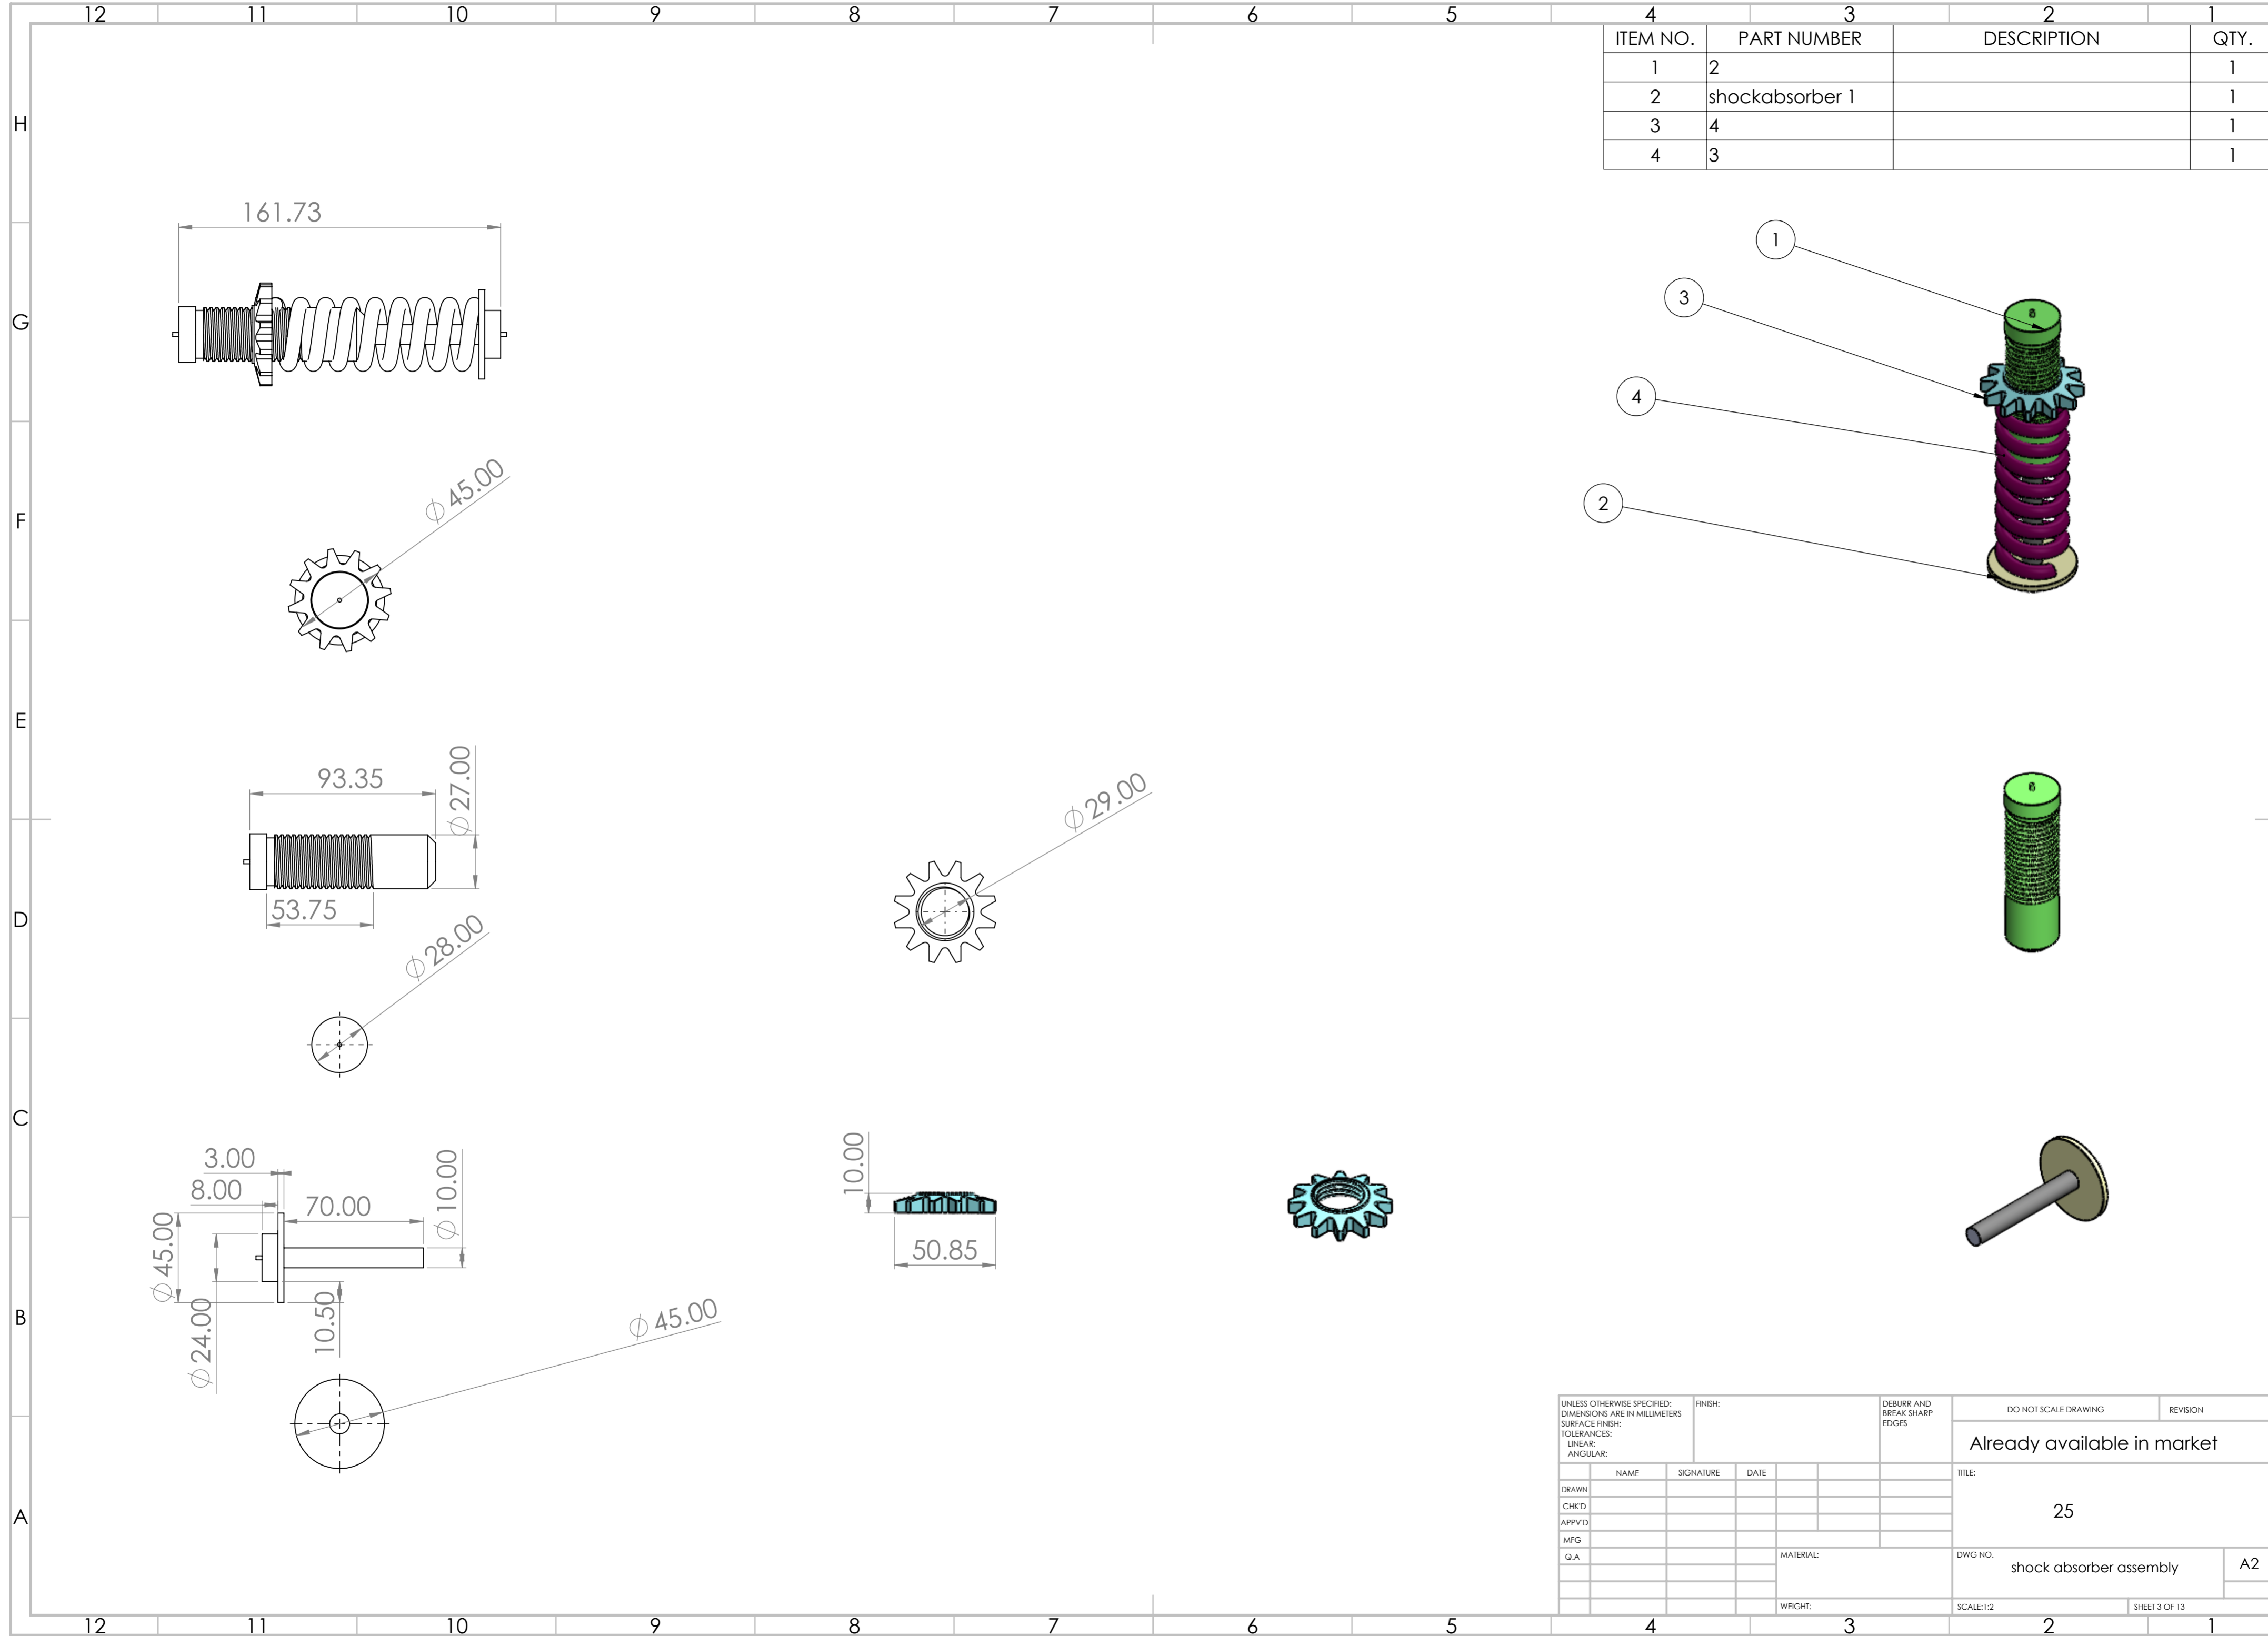 12 11 10 9 8 7 6 5 4 3 2 1
ITEM NO. PART NUMBER DESCRIPTION QTY.
1 2 1
2 shockabsorber 1 1
3 4 1
4 3 1
H
G
F
E
D
C
B
A
161.73
1
3
4
2
⌀ 45.00
93.35
⌀ 27.00
53.75
⌀ 28.00
⌀ 29.00
3.00
8.00
70.00
⌀ 10.00
⌀ 45.00
⌀ 24.00
10.50
⌀ 45.00
10.00
50.85
UNLESS OTHERWISE SPECIFIED:
DIMENSIONS ARE IN MILLIMETERS
SURFACE FINISH:
TOLERANCES:
LINEAR:
ANGULAR:
FINISH:
DEBURR AND
BREAK SHARP
EDGES
DO NOT SCALE DRAWING
REVISION
Already available in market
NAME SIGNATURE DATE
DRAWN
CHK'D
APPV'D
MFG
Q.A
MATERIAL:
WEIGHT:
TITLE:
25
DWG NO.
shock absorber assembly
A2
SCALE:1:2
SHEET 3 OF 13
12 11 10 9 8 7 6 5 4 3 2 1